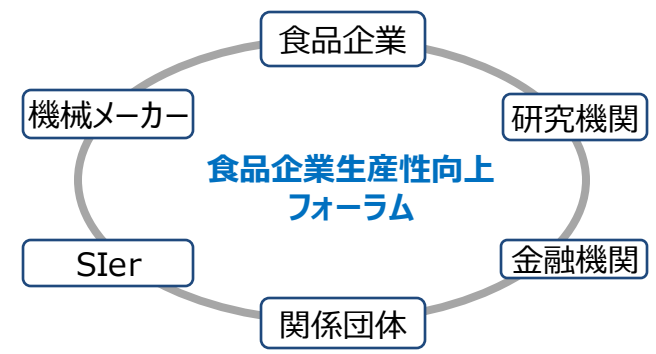 食品企業
機械メーカー
研究機関
食品企業生産性向上
フォーラム
SIer
金融機関
関係団体